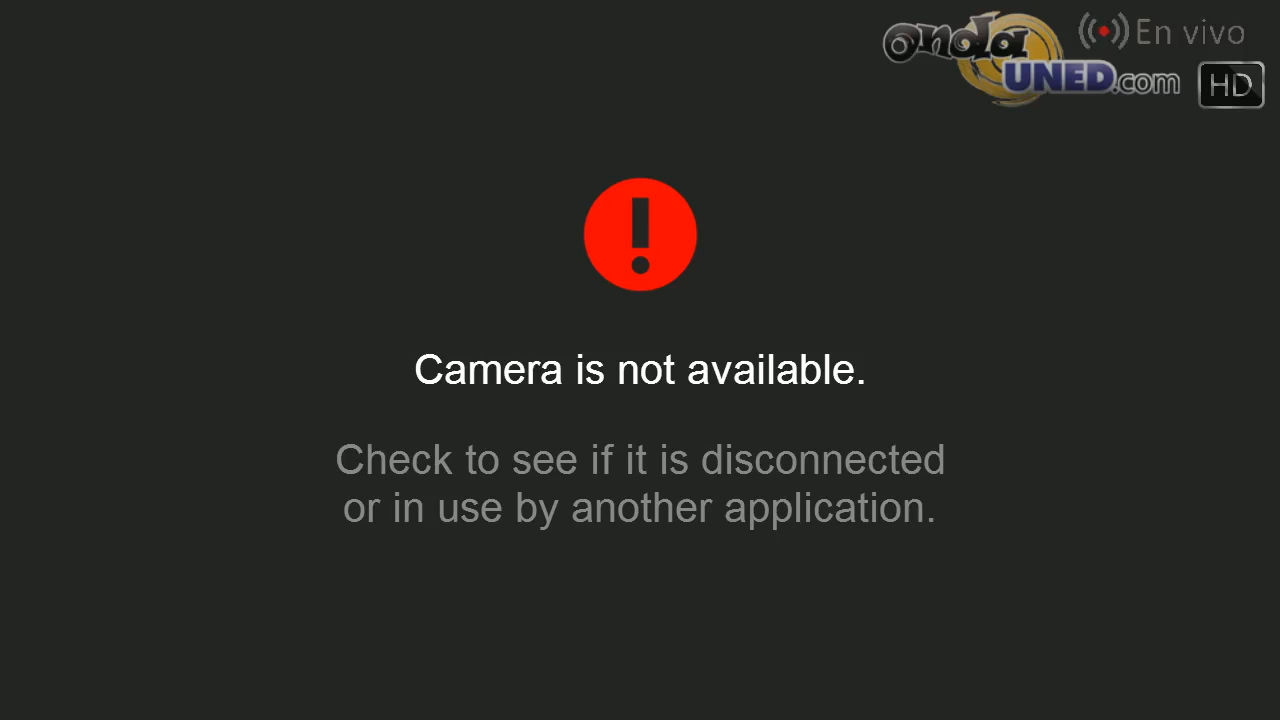 onda
UNED.com
En vivo
HD
Camera is not available.
Check to see if it is disconnected
or in use by another application.